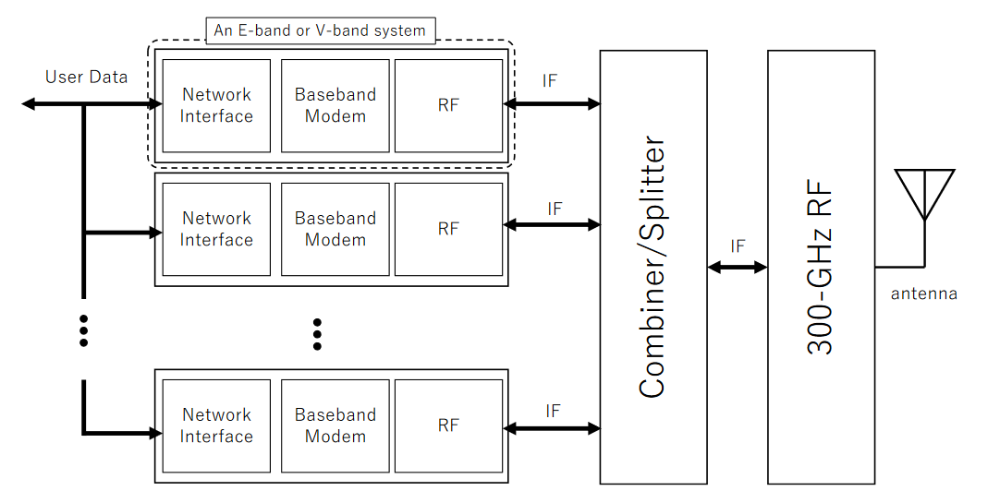 An E-band or V-band system
User Data
Network
Interface
Baseband
Modem
RF
IF
Network
Interface
Baseband
Modem
RF
IF
Network
Interface
Baseband
Modem
RF
IF
Combiner/Splitter
IF
300-GHz RF
antenna